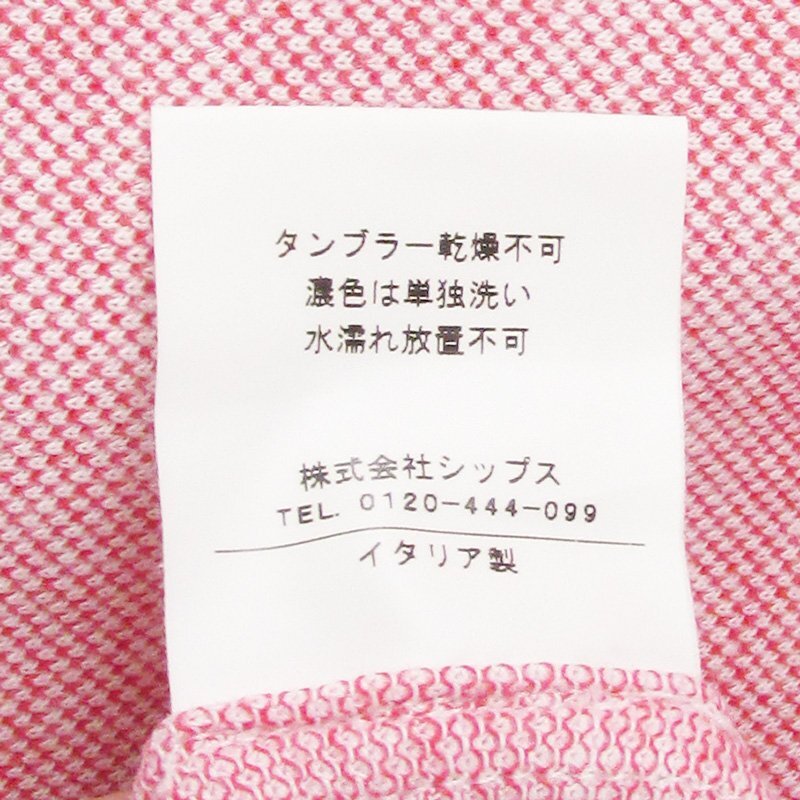 タンブラー乾燥不可
濃色は単独洗い
水濡れ放置不可
株式会社シップス
TEL. 0120-444-099
イタリア製